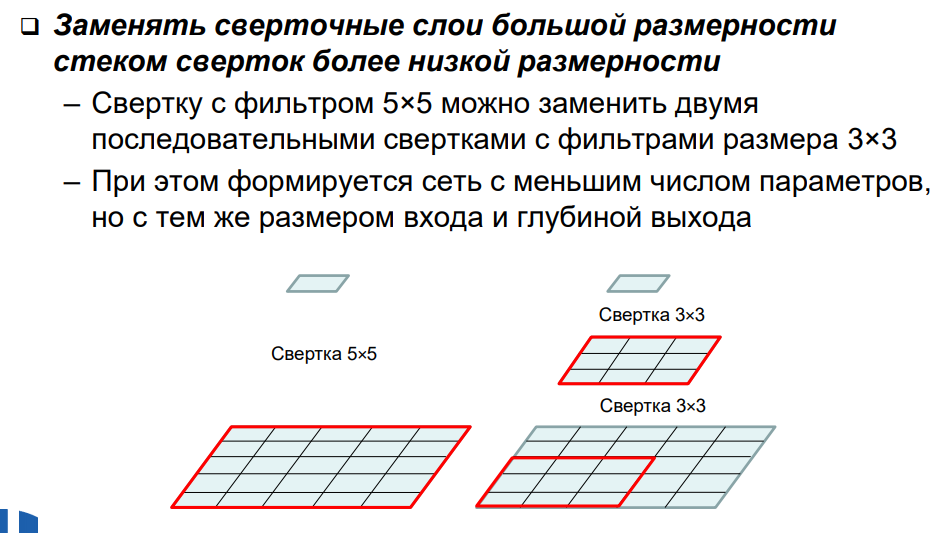 ❑ Заменять сверточные слои большой размерности
стеком сверток более низкой размерности
– Свертку с фильтром 5×5 можно заменить двумя
последовательными свертками с фильтрами размера 3×3
– При этом формируется сеть с меньшим числом параметров,
но с тем же размером входа и глубиной выхода
Свертка 3×3
Свертка 5×5
Свертка 3×3